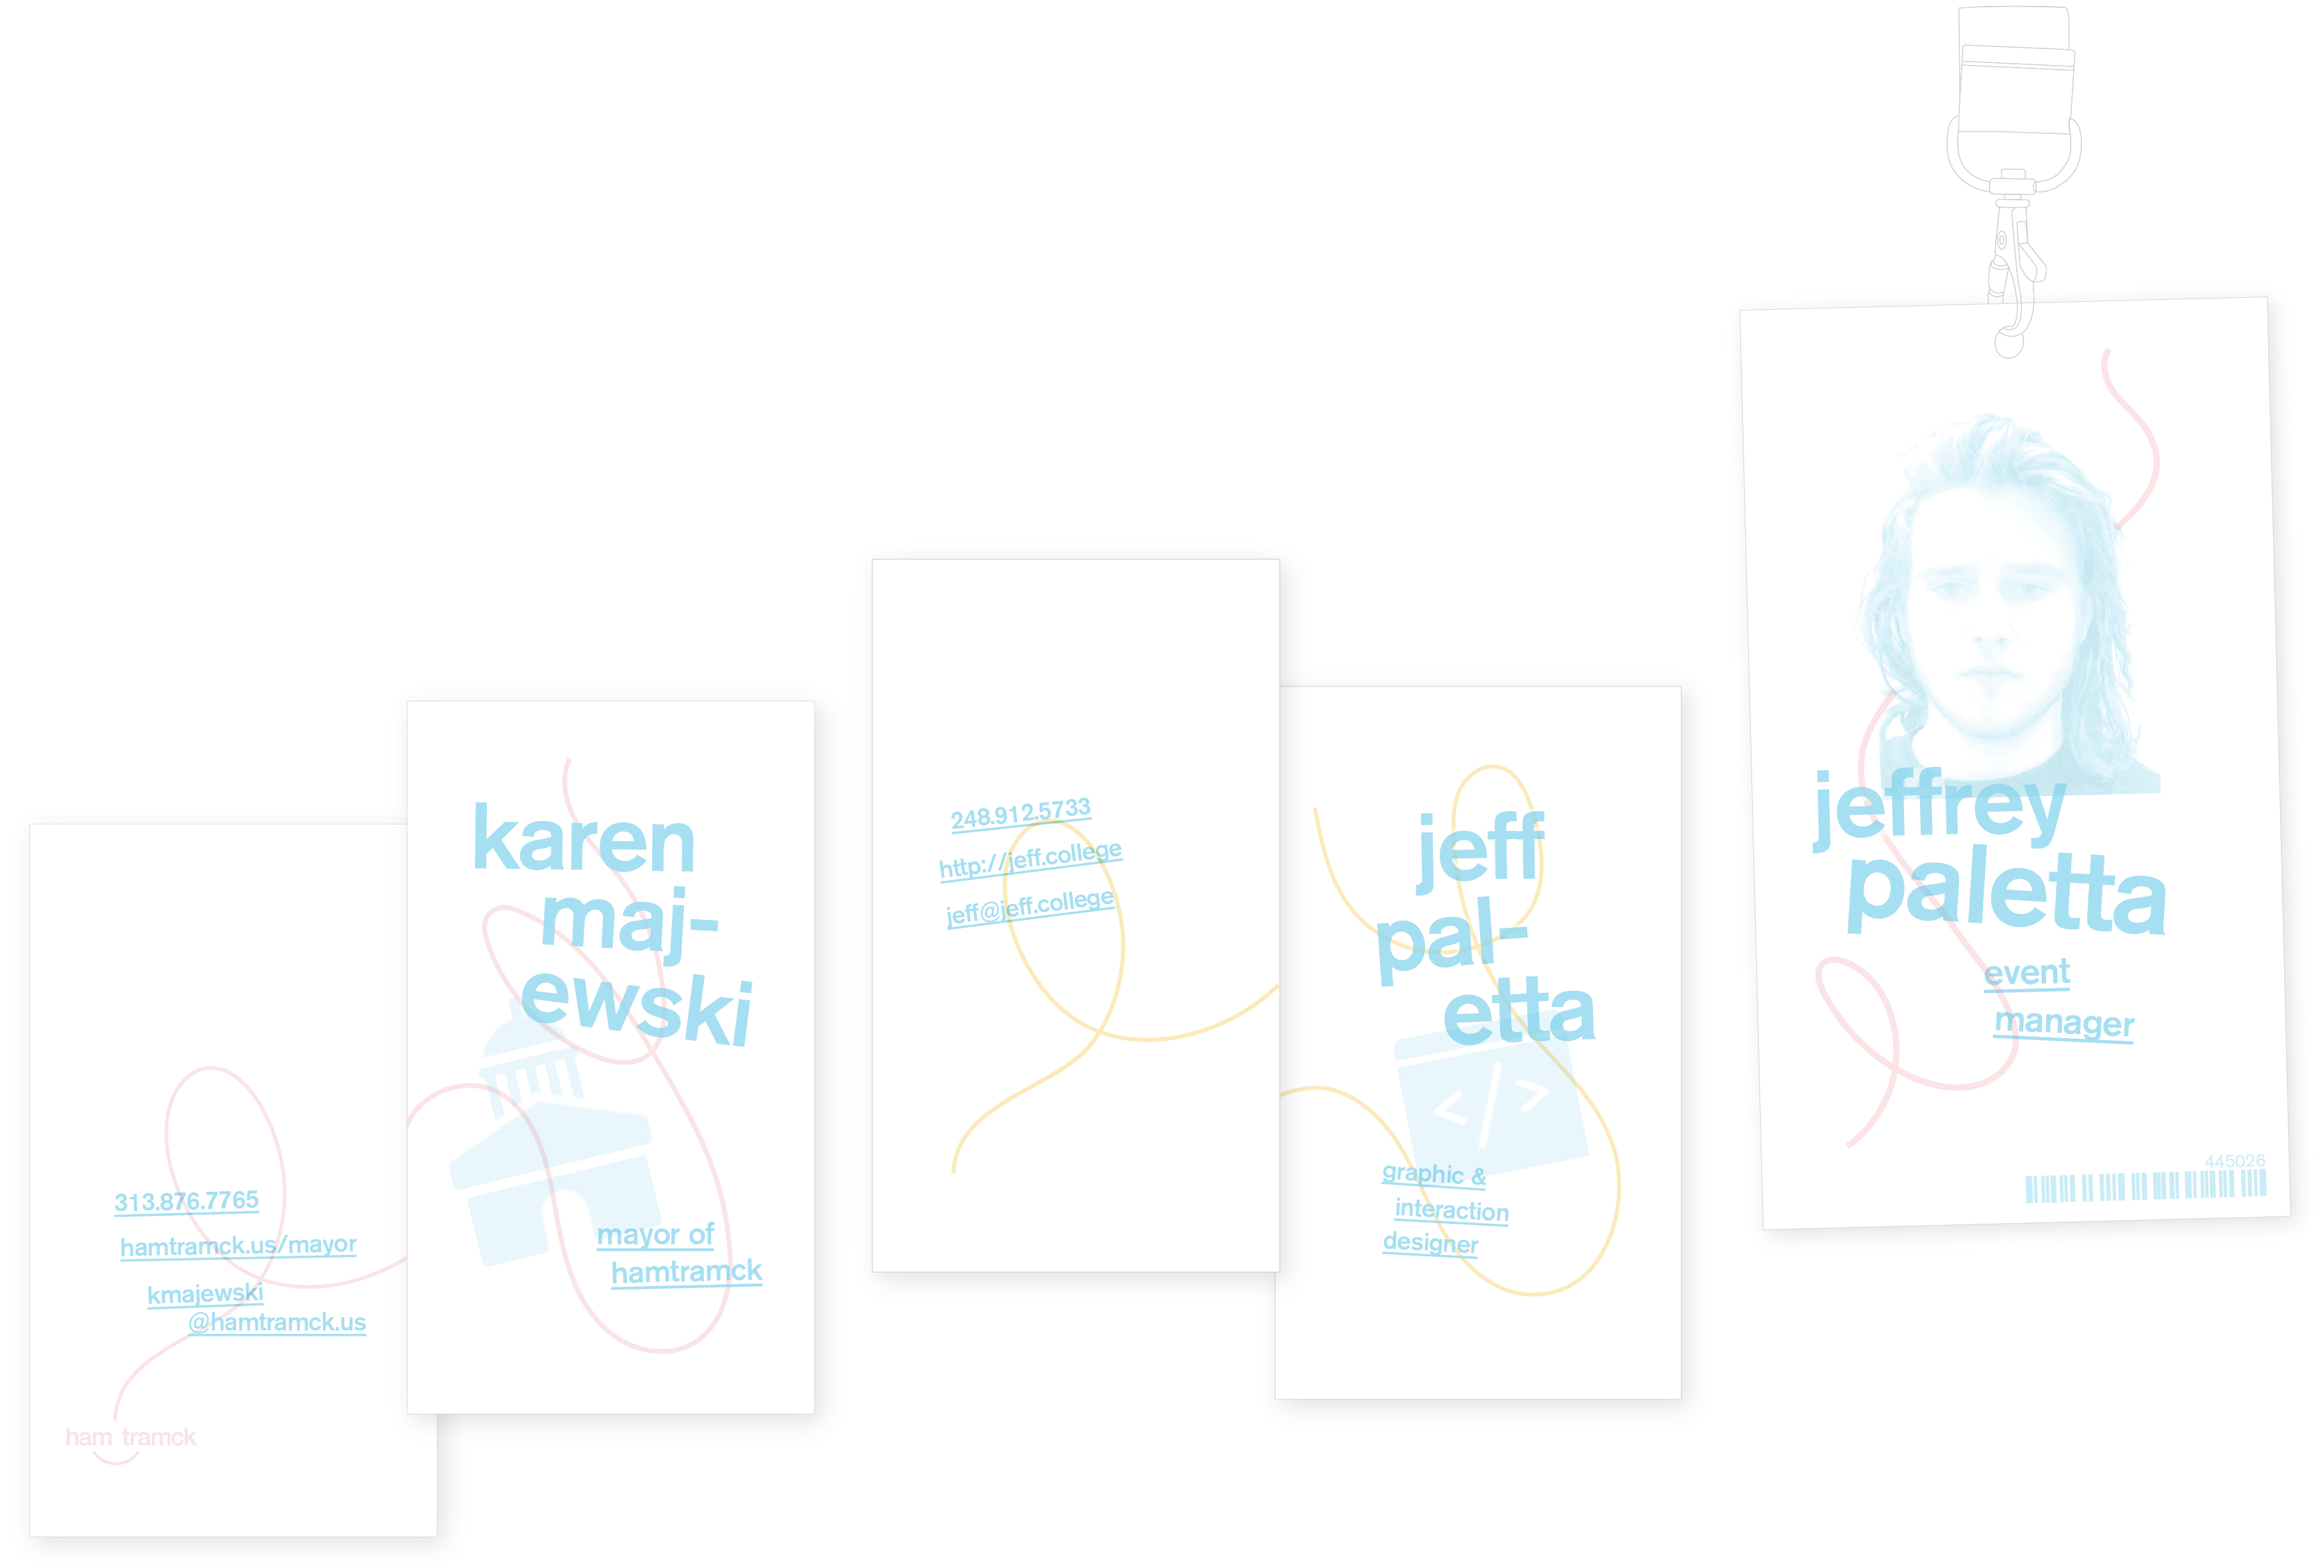 313.876.7765
hamtramck.us/mayor
kmajewski
@hamtramck.us
ham tramck
karen
maj-
ewski
mayor of
hamtramck
248.912.5733
http://jeff.college
jeff@jeff.college
jeff
pal-
etta
</>
graphic &
interaction
designer
jeffrey
paletta
event
manager
445026